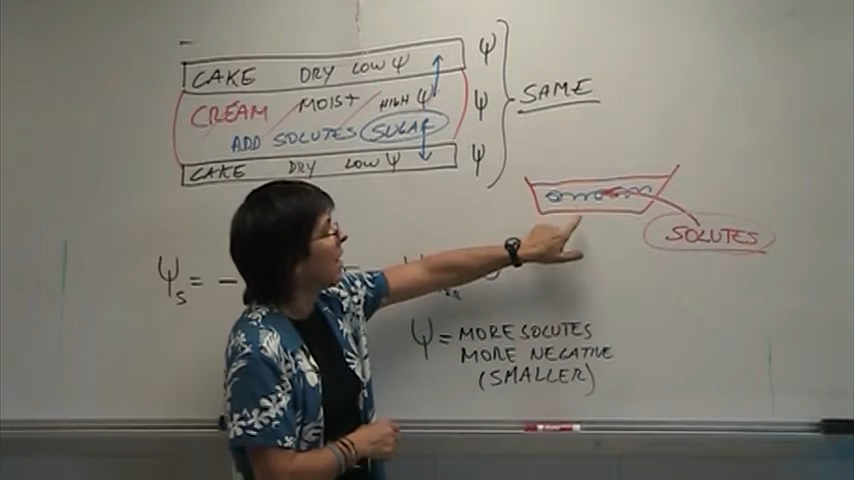 CAKE DRY LOW Ψ
Ψ
CREAM MOIST HIGH Ψ
Ψ
SAME
ADD SOLUTES SUGAR
CAKE DRY LOW Ψ
Ψ
SOLUTES
Ψs = -
Ψ = MORE SOLUTES
MORE NEGATIVE
(SMALLER)